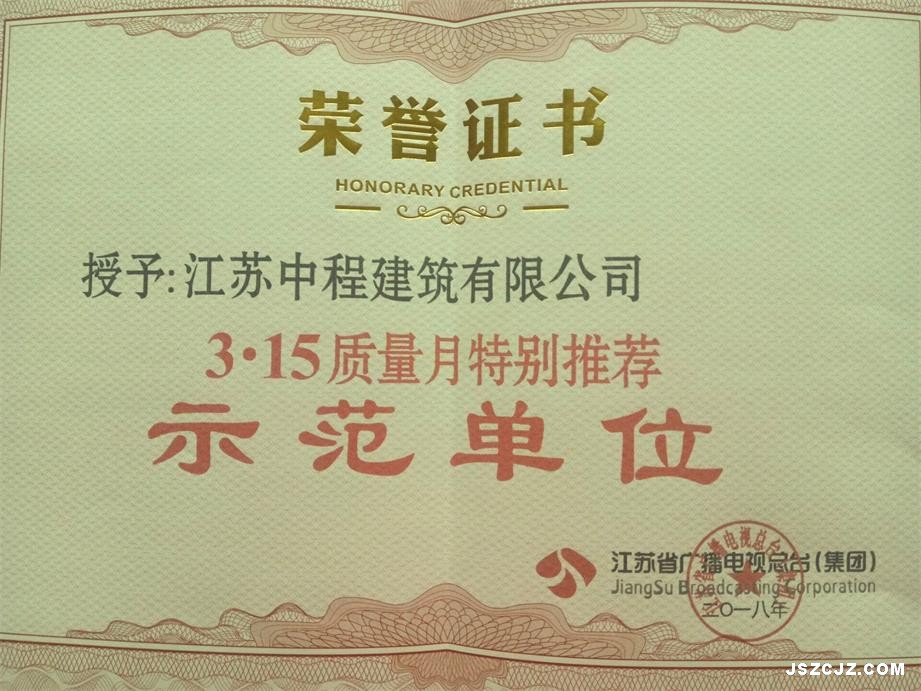 荣誉证书
HONORARY CREDENTIAL
授予:江苏中程建筑有限公司
3·15质量月特别推荐
示范单位
江苏省广播电视总台(集团)
JiangSu Broadcasting Corporation
二〇一八年
JSZCJZ.COM